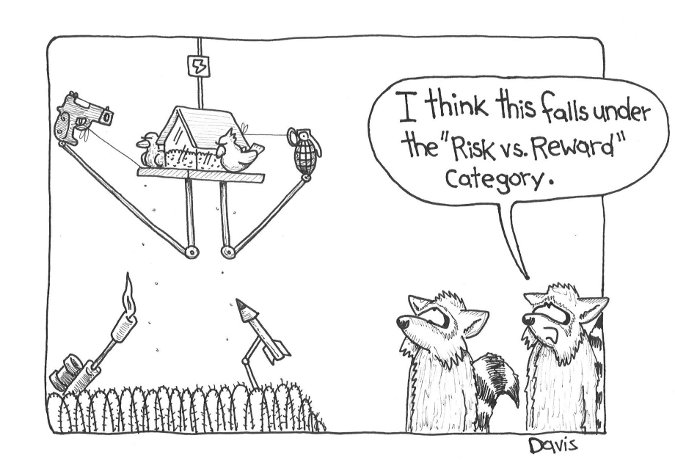 I think this falls under
the "Risk vs. Reward"
Category.
Davis